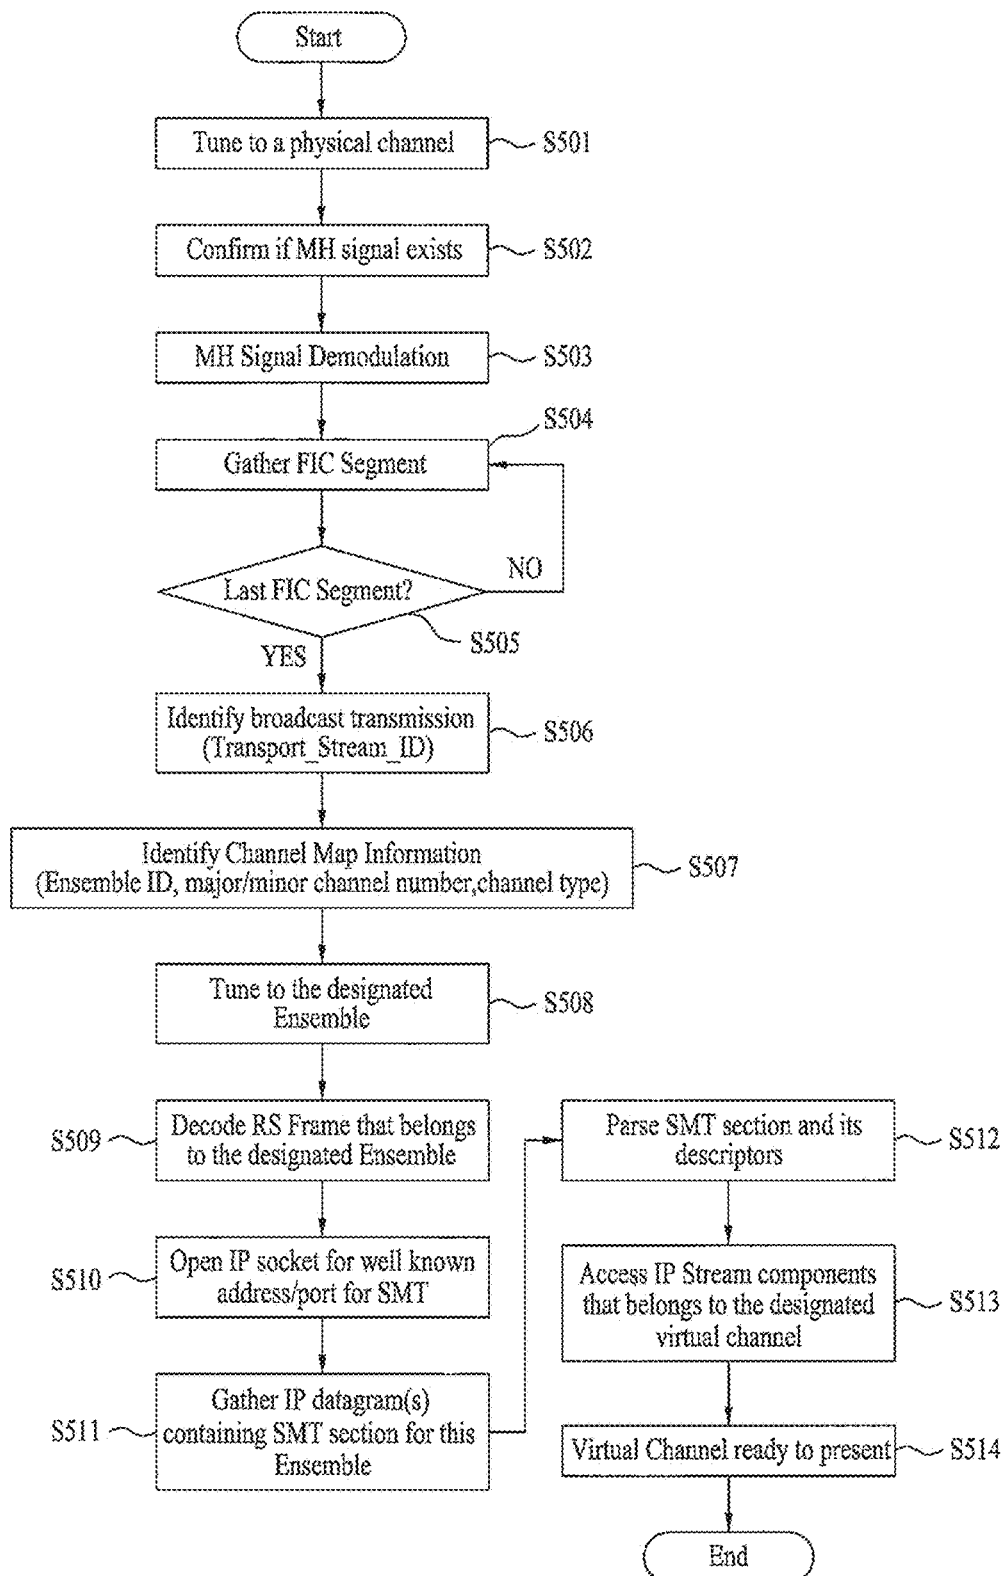 Start
Tune to a physical channel
S501
Confirm if MH signal exists
S502
MH Signal Demodulation
S503
S504
Gather FIC Segment
NO
Last FIC Segment?
S505
YES
Identify broadcast transmission
(Transport_Stream_ID)
S506
Identify Channel Map Information
(Ensemble ID, major/minor channel number,channel type)
S507
Tune to the designated
Ensemble
S508
S509
Decode RS Frame that belongs
to the designated Ensemble
S510
Open IP socket for well known
address/port for SMT
S511
Gather IP datagram(s)
containing SMT section for this
Ensemble
Parse SMT section and its
descriptors
S512
Access IP Stream components
that belongs to the designated
virtual channel
S513
Virtual Channel ready to present
S514
End